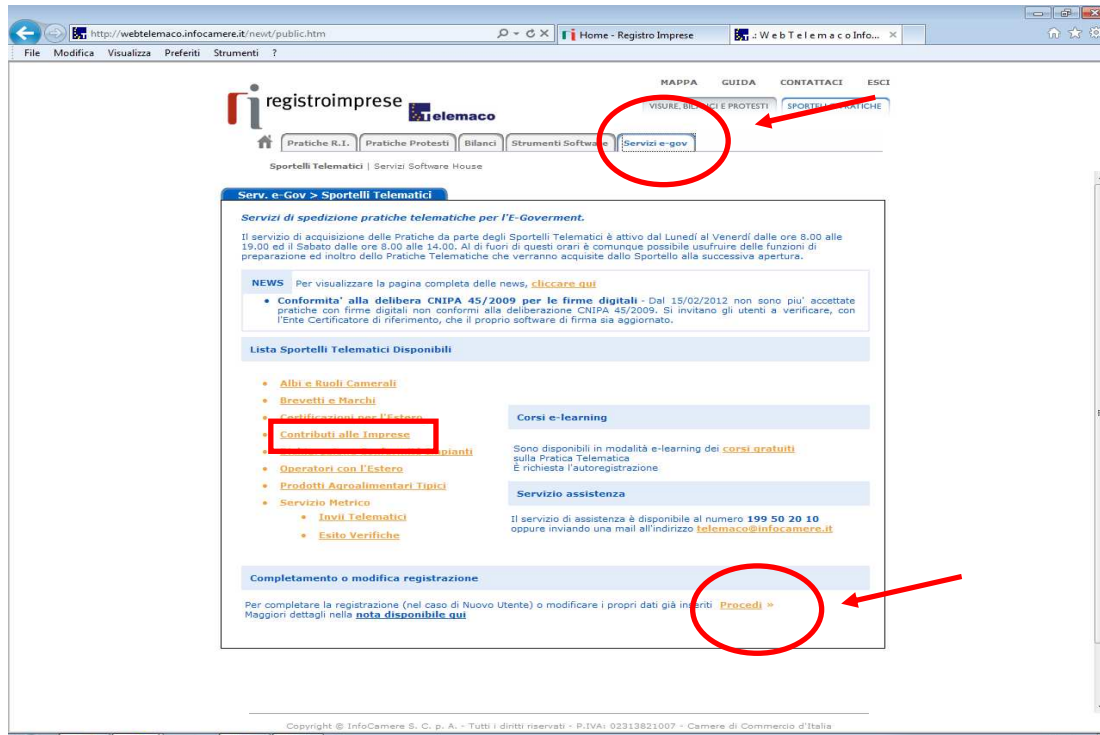 http://webtelemaco.infocamere.it/newt/public.htm
Home - Registro Imprese
.: W e b T e l e m a c o Info...
File Modifica Visualizza Preferiti Strumenti ?
MAPPA GUIDA CONTATTACI ESCI
registroimprese
Telemaco
VISURE, BILANCI E PROTESTI
Pratiche R.I. Pratiche Protesti Bilanci Strumenti Software Servizi e-gov
Sportelli Telematici | Servizi Software House
Serv. e-Gov > Sportelli Telematici
Servizi di spedizione pratiche telematiche per l'E-Goverment.
Il servizio di acquisizione delle Pratiche da parte degli Sportelli Telematici è attivo dal Lunedí al Venerdí dalle ore 8.00 alle
19.00 ed il Sabato dalle ore 8.00 alle 14.00. Al di fuori di questi orari è comunque possibile usufruire delle funzioni di
preparazione ed inoltro dello Pratiche Telematiche che verranno acquisite dallo Sportello alla successiva apertura.
NEWS Per visualizzare la pagina completa delle news, cliccare qui
• Conformita' alla delibera CNIPA 45/2009 per le firme digitali - Dal 15/02/2012 non sono piu' accettate
pratiche con firme digitali non conformi alla deliberazione CNIPA 45/2009. Si invitano gli utenti a verificare, con
l'Ente Certificatore di riferimento, che il proprio software di firma sia aggiornato.
Lista Sportelli Telematici Disponibili
• Albi e Ruoli Camerali
• Brevetti e Marchi
• Certificazioni per l'Estero
• Contributi alle Imprese
• Impianti
• Operatori con l'Estero
• Prodotti Agroalimentari Tipici
• Servizio Metrico
• Invii Telematici
• Esito Verifiche
Corsi e-learning
Sono disponibili in modalità e-learning dei corsi gratuiti
sulla Pratica Telematica
È richiesta l'autoregistrazione
Servizio assistenza
Il servizio di assistenza è disponibile al numero 199 50 20 10
oppure inviando una mail all'indirizzo telemaco@infocamere.it
Completamento o modifica registrazione
Per completare la registrazione (nel caso di Nuovo Utente) o modificare i propri dati già inseriti Procedi »
Maggiori dettagli nella nota disponibile qui
Copyright © InfoCamere S. C. p. A. - Tutti i diritti riservati - P.IVA: 02313821007 - Camere di Commercio d'Italia